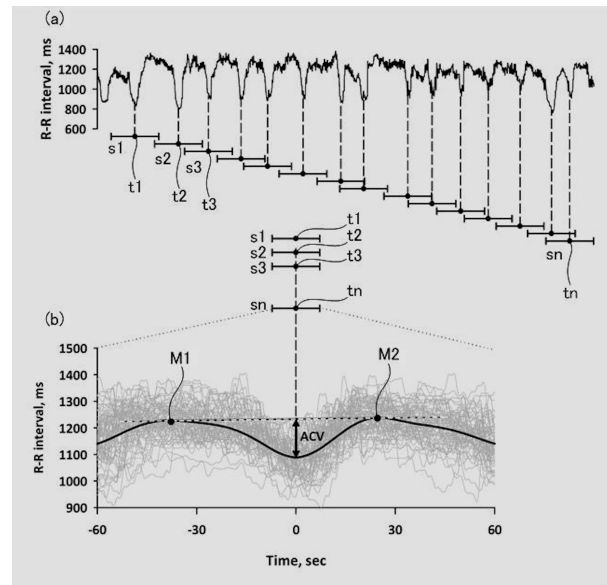 (a)
R-R interval, ms
1400
1200
1000
800
600
s1
s2
s3
t1
t2
t3
sn
tn
s1
t1
s2
t2
s3
t3
sn
tn
(b)
R-R interval, ms
1500
1400
1300
1200
1100
1000
900
M1
M2
ACV
-60
-30
0
30
60
Time, sec